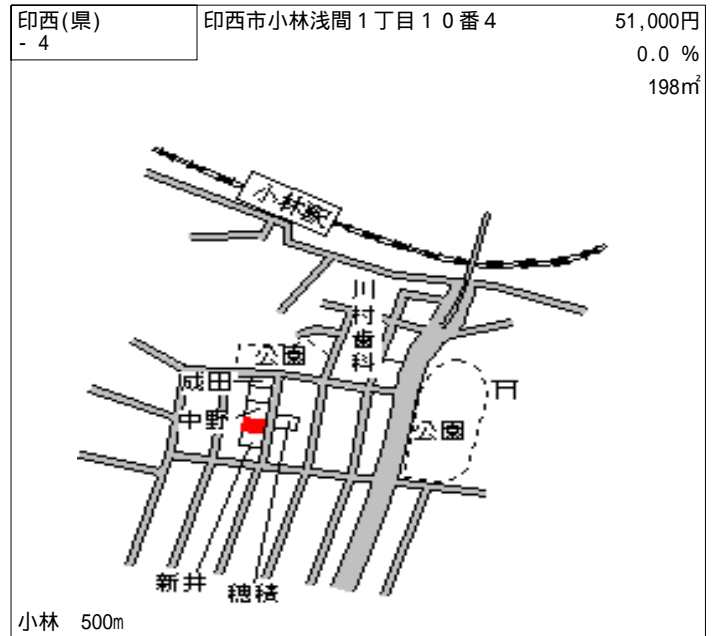 印西(県)
- 4
印西市小林浅間１丁目１０番４
51,000円
0.0 %
198㎡
小林駅
川村歯科
公園
成田
中野
公園
新井
穂積
小林 500m